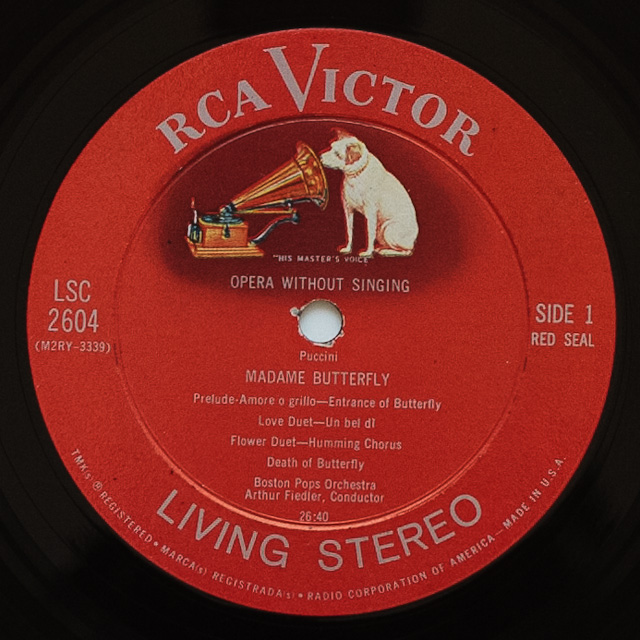 RCA VICTOR
"HIS MASTER'S VOICE"
OPERA WITHOUT SINGING
LSC
2604
(M2RY-3339)
SIDE 1
RED SEAL
Puccini
MADAME BUTTERFLY
Prelude-Amore o grillo—Entrance of Butterfly
Love Duet—Un bel dì
Flower Duet—Humming Chorus
Death of Butterfly
Boston Pops Orchestra
Arthur Fiedler, Conductor
26:40
LIVING STEREO
TMK(s) ® REGISTERED • MARCA(s) REGISTRADA(s) • RADIO CORPORATION OF AMERICA—MADE IN U.S.A.